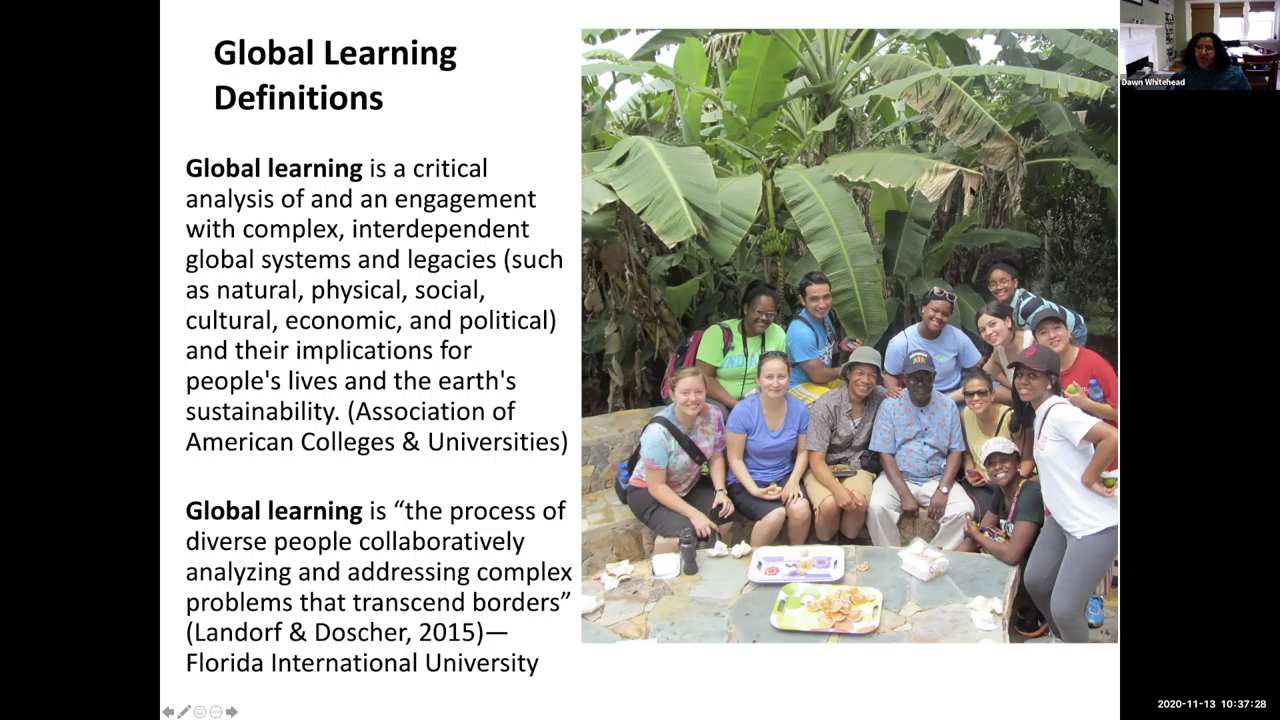 Global Learning
Definitions
Global learning is a critical
analysis of and an engagement
with complex, interdependent
global systems and legacies (such
as natural, physical, social,
cultural, economic, and political)
and their implications for
people's lives and the earth's
sustainability. (Association of
American Colleges & Universities)
Global learning is “the process of
diverse people collaboratively
analyzing and addressing complex
problems that transcend borders”
(Landorf & Doscher, 2015)—
Florida International University
Dawn Whitehead
2020-11-13 10:37:28